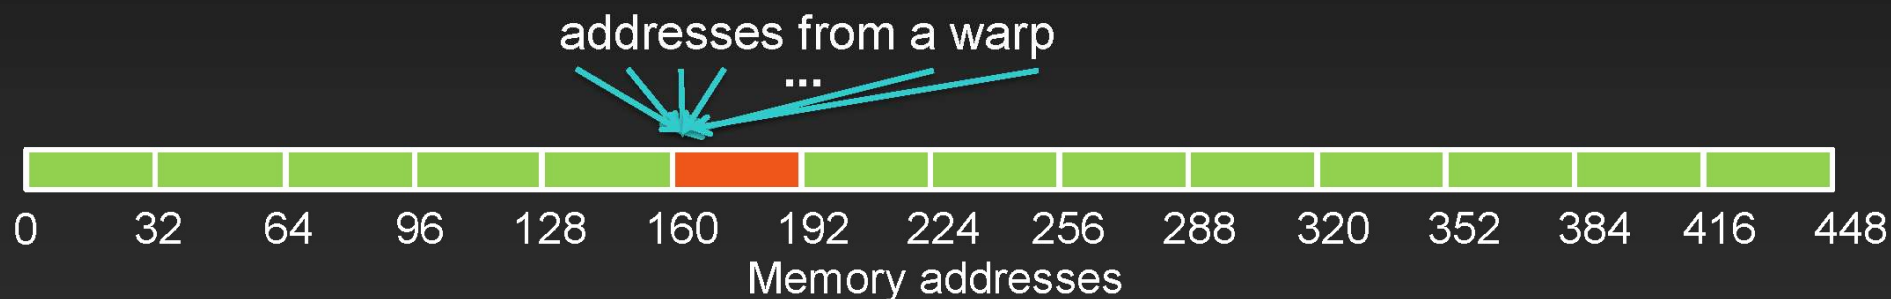 addresses from a warp
...
0 32 64 96 128 160 192 224 256 288 320 352 384 416 448
Memory addresses